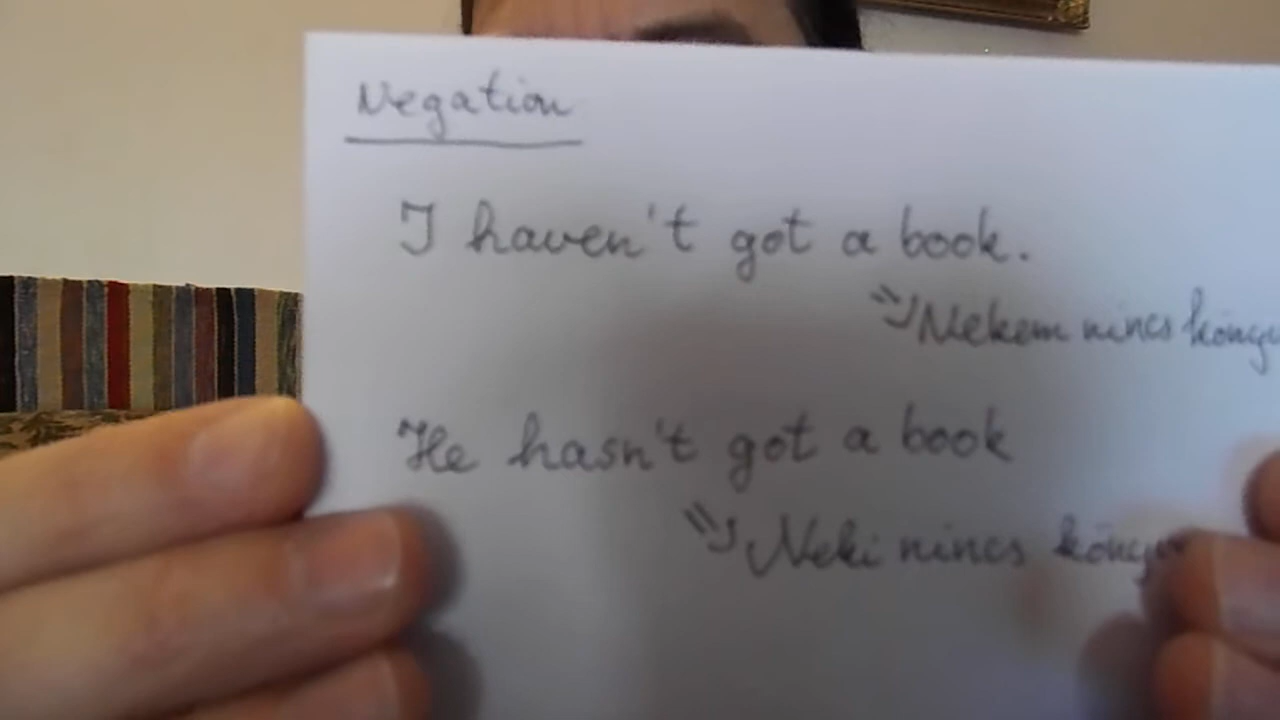 Negation
I haven't got a book.
Nekem nincs
He hasn't got a book
Neki nincs